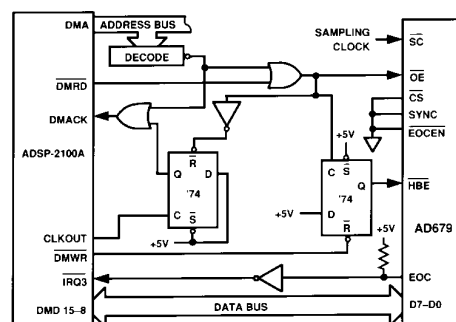 DMA
ADDRESS BUS
DECODE
SAMPLING
CLOCK
SC
DMRD
OE
CS
SYNC
EOCEN
DMACK
ADSP-2100A
+5V
R
Q
D
'74
C
S
+5V
C
S
Q
'74
D
R
+5V
HBE
+5V
AD679
CLKOUT
DMWR
IRQ3
EOC
DMD 15–8
DATA BUS
D7–D0